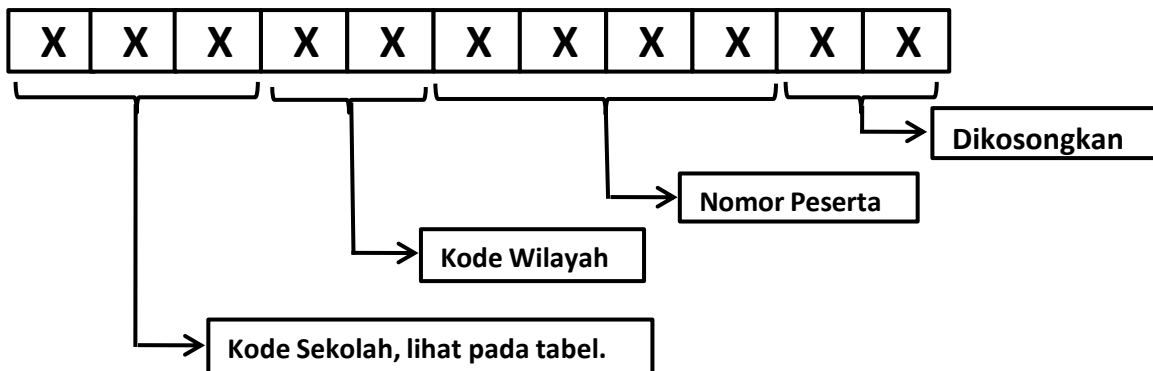 X X X X X X X X X X X
Dikosongkan
Nomor Peserta
Kode Wilayah
Kode Sekolah, lihat pada tabel.